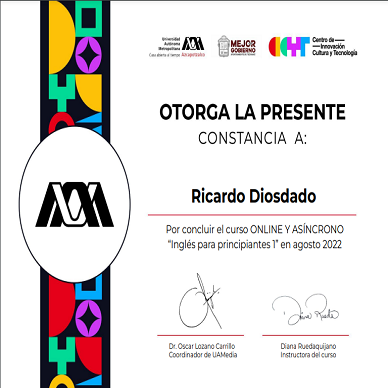 Universidad
Autónoma
Metropolitana
Casa abierta al tiempo Azcapotzalco
MEJOR
GOBIERNO
Centro de
Innovación
Cultura y Tecnología
OTORGA LA PRESENTE
CONSTANCIA A:
Ricardo Diosdado
Por concluir el curso ONLINE Y ASÍNCRONO
“Inglés para principiantes 1” en agosto 2022
Dr. Oscar Lozano Carrillo
Coordinador de UAMedia
Diana Ruedaquijano
Instructora del curso